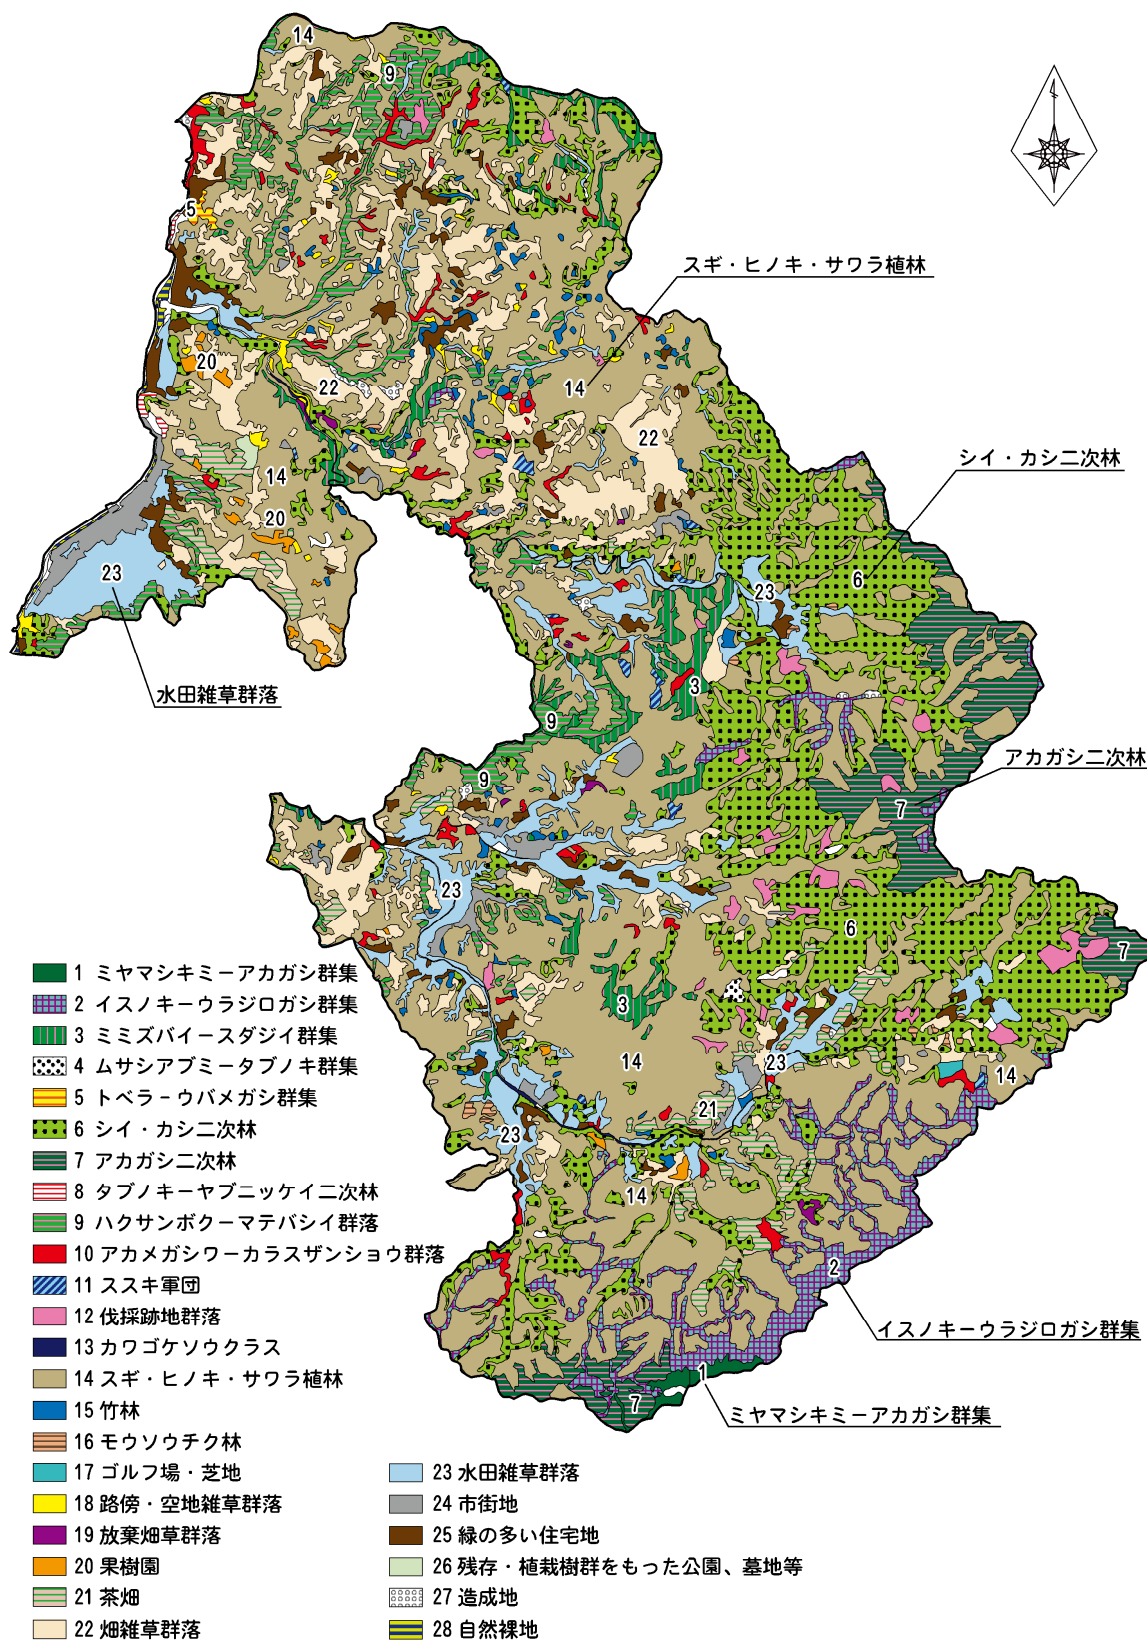 14
9
5
スギ・ヒノキ・サワラ植林
20
22
14
22
シイ・カシ二次林
14
20
23
6
23
水田雑草群落
3
9
アカガシ二次林
9
7
23
6
7
3
14
23
14
21
23
14
2
イスノキーウラジロガシ群集
1
7
ミヤマシキミーアカガシ群集
1 ミヤマシキミーアカガシ群集
2 イスノキーウラジロガシ群集
3 ミミズバイースダジイ群集
4 ムサシアブミータブノキ群集
5 トベラ−ウバメガシ群集
6 シイ・カシ二次林
7 アカガシ二次林
8 タブノキーヤブニッケイ二次林
9 ハクサンボクーマテバシイ群落
10 アカメガシワーカラスザンショウ群落
11 ススキ軍団
12 伐採跡地群落
13 カワゴケソウクラス
14 スギ・ヒノキ・サワラ植林
15 竹林
16 モウソウチク林
17 ゴルフ場・芝地
18 路傍・空地雑草群落
19 放棄畑草群落
20 果樹園
21 茶畑
22 畑雑草群落
23 水田雑草群落
24 市街地
25 緑の多い住宅地
26 残存・植栽樹群をもった公園、墓地等
27 造成地
28 自然裸地